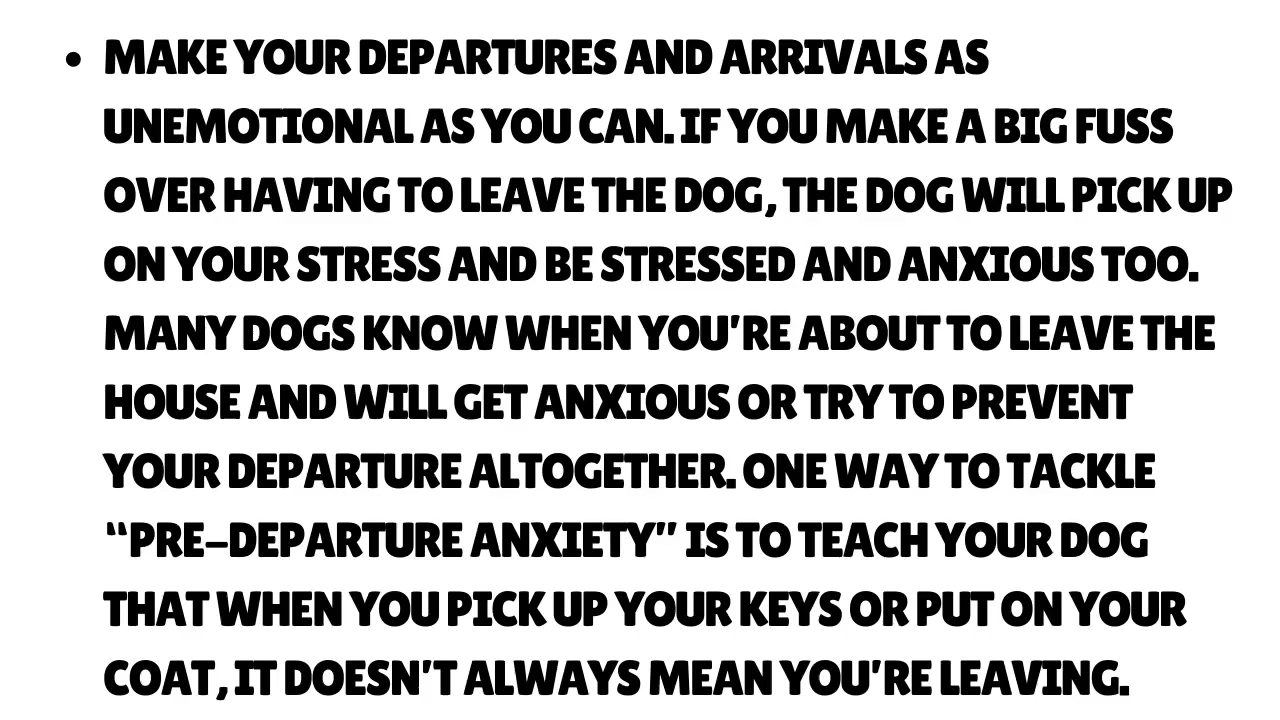 • MAKE YOUR DEPARTURES AND ARRIVALS AS
UNEMOTIONAL AS YOU CAN. IF YOU MAKE A BIG FUSS
OVER HAVING TO LEAVE THE DOG, THE DOG WILL PICK UP
ON YOUR STRESS AND BE STRESSED AND ANXIOUS TOO.
MANY DOGS KNOW WHEN YOU'RE ABOUT TO LEAVE THE
HOUSE AND WILL GET ANXIOUS OR TRY TO PREVENT
YOUR DEPARTURE ALTOGETHER. ONE WAY TO TACKLE
“PRE-DEPARTURE ANXIETY” IS TO TEACH YOUR DOG
THAT WHEN YOU PICK UP YOUR KEYS OR PUT ON YOUR
COAT, IT DOESN'T ALWAYS MEAN YOU'RE LEAVING.